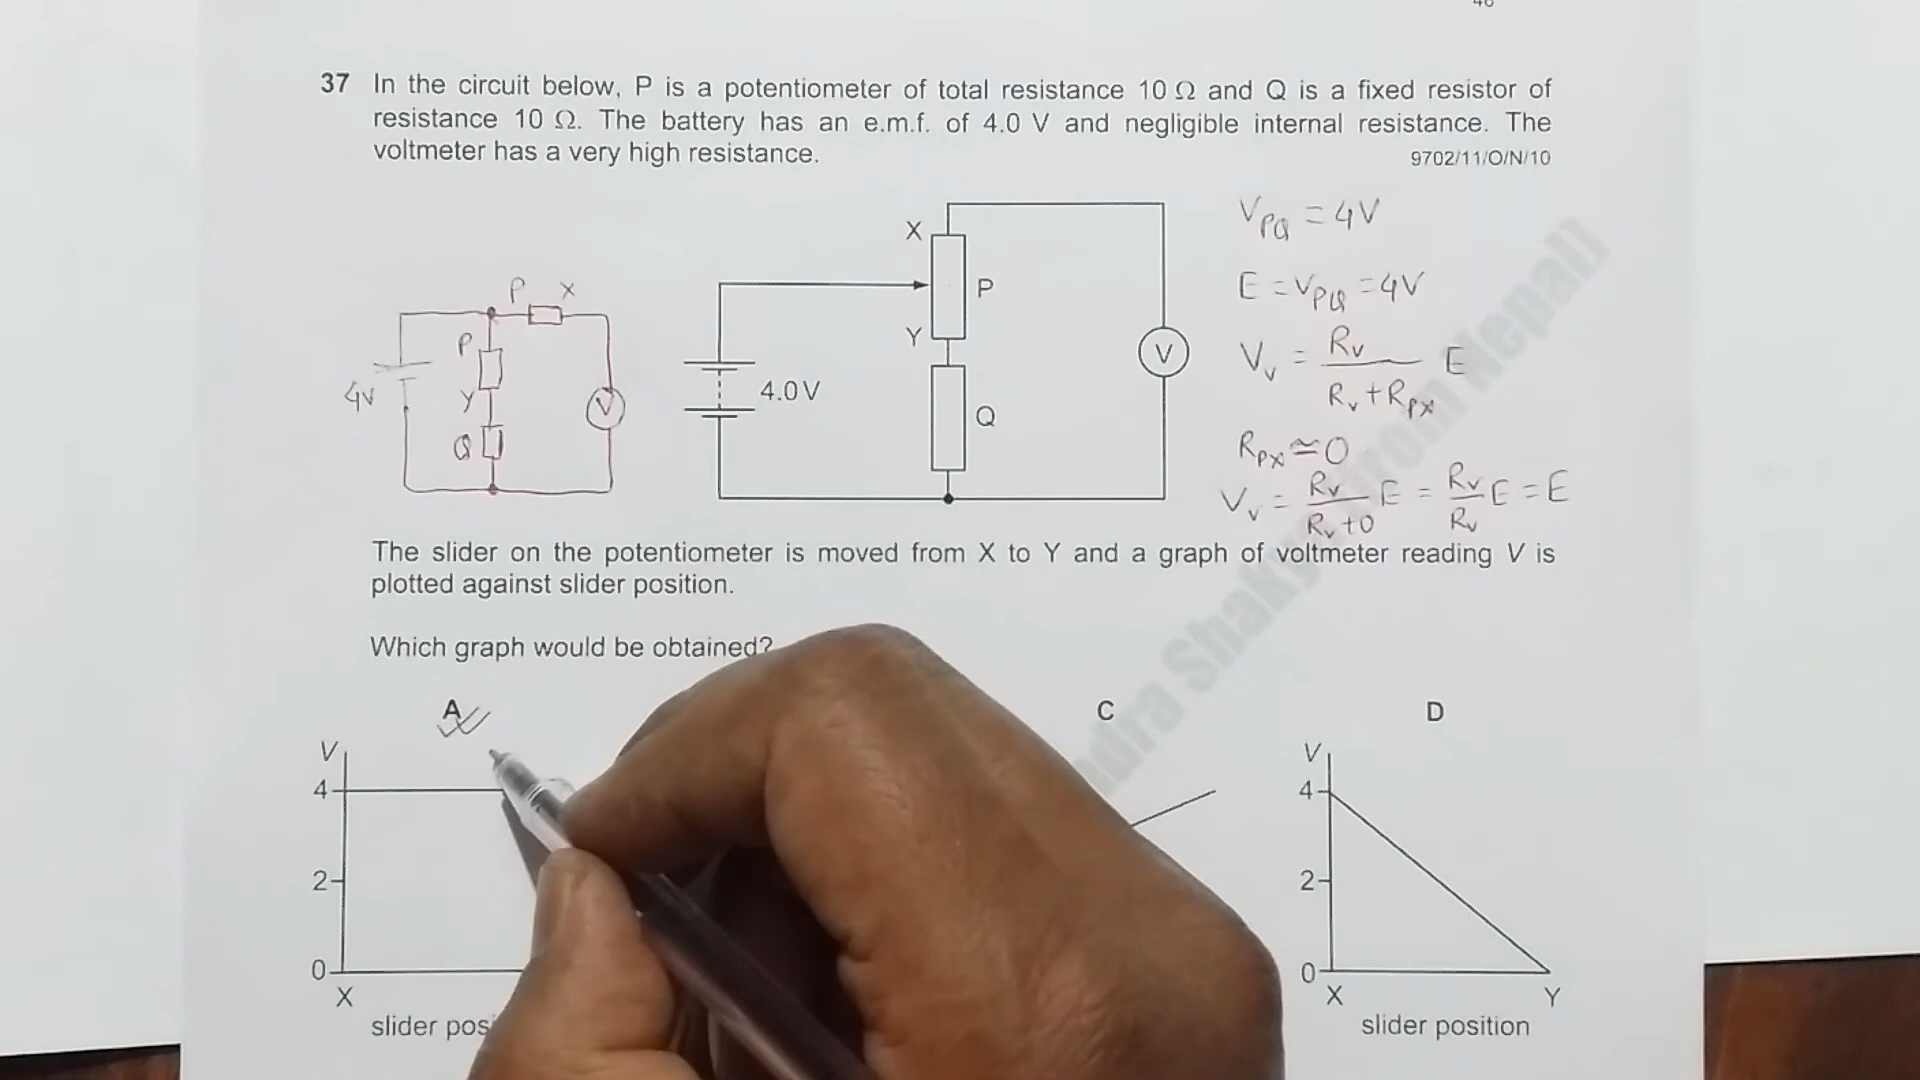 37 In the circuit below, P is a potentiometer of total resistance 10 Ω and Q is a fixed resistor of
resistance 10 Ω. The battery has an e.m.f. of 4.0 V and negligible internal resistance. The
voltmeter has a very high resistance.
9702/11/O/N/10
X
P
Y
Q
V
4.0 V
P X
P
Y
Q
4V
V
V_PQ = 4V
E = V_PQ = 4V
V_v = R_v / (R_v + R_PX) E
R_PX ≃ 0
V_v = R_v / (R_v + 0) E = R_v / R_v E = E
The slider on the potentiometer is moved from X to Y and a graph of voltmeter reading V is
plotted against slider position.
Which graph would be obtained?
A
V
4
2
0
X
slider
C
D
V
4
2
0
X
Y
slider position
Shakya from Nepal